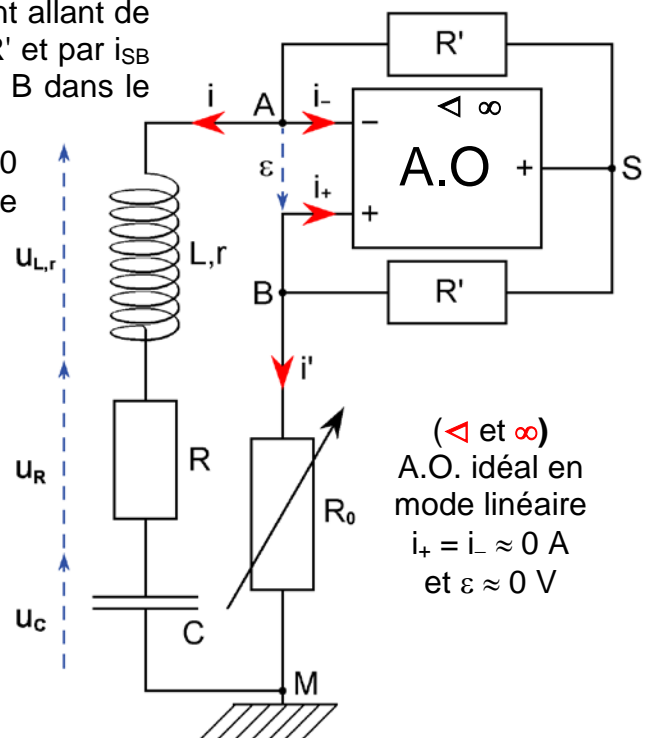 nt allant de
R' et par iSB
B dans le
0
e
R'
A
i
i₋
− ◁ ∞
ε
A.O
+
S
i₊
+
uL,r
L,r
B
R'
i'
(◁ et ∞)
A.O. idéal en
uR
R
mode linéaire
R₀
i₊ = i₋ ≈ 0 A
et ε ≈ 0 V
uC
C
M